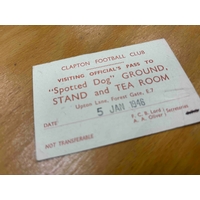 CLAPTON FOOTBALL CLUB
VISITING OFFICIAL'S PASS TO
"Spotted Dog" GROUND,
STAND and TEA ROOM
Upton Lane, Forest Gate, E.7
DATE 5 JAN 1946
NOT TRANSFERABLE
A. A. Oliver